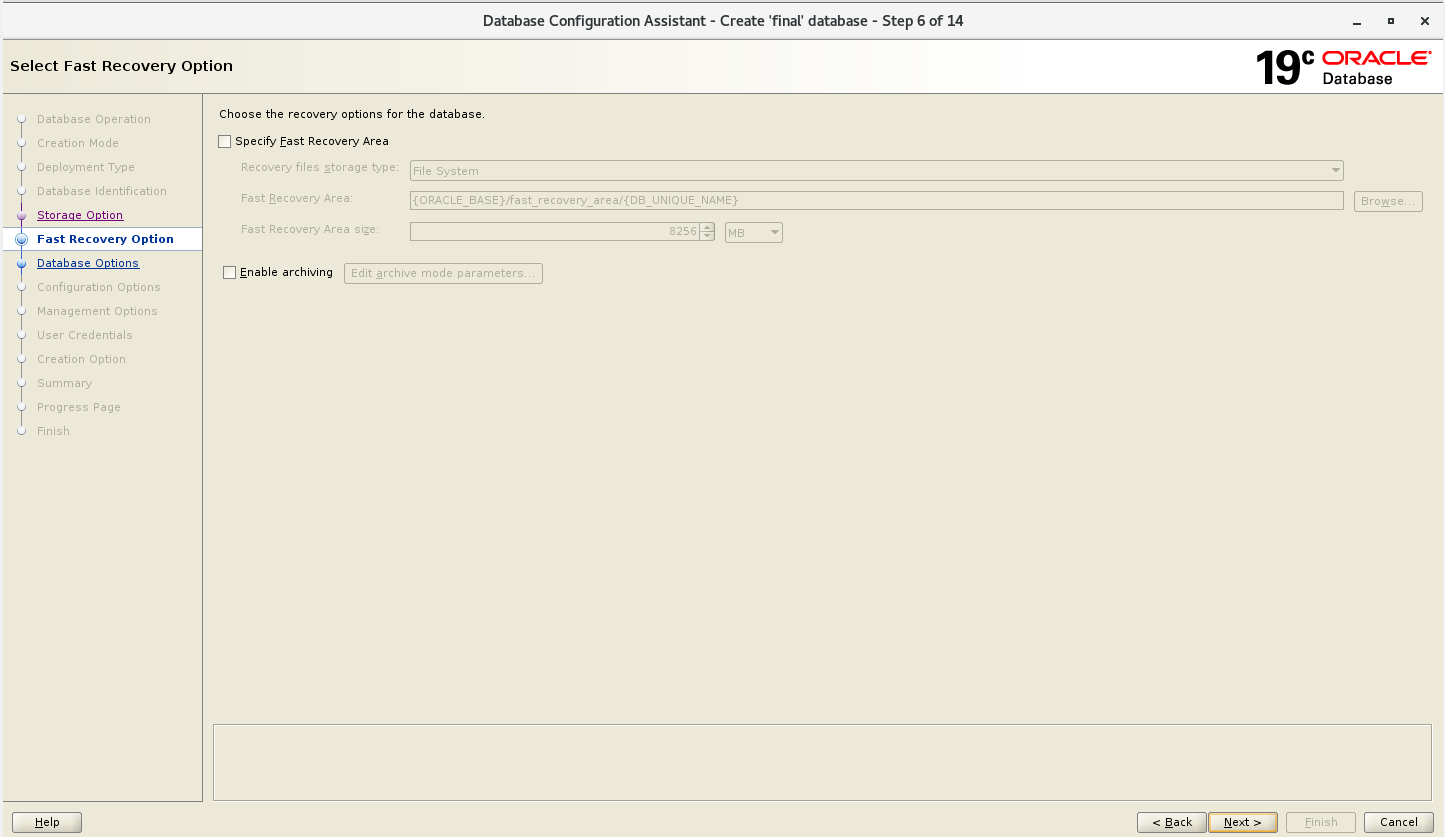 Database Configuration Assistant - Create 'final' database - Step 6 of 14
Select Fast Recovery Option
19c ORACLE
Database
Database Operation
Creation Mode
Deployment Type
Database Identification
Storage Option
Fast Recovery Option
Database Options
Configuration Options
Management Options
User Credentials
Creation Option
Summary
Progress Page
Finish
Choose the recovery options for the database.
Specify Fast Recovery Area
Recovery files storage type: File System
Fast Recovery Area: {ORACLE_BASE}/fast_recovery_area/{DB_UNIQUE_NAME} Browse...
Fast Recovery Area size: 8256 MB
Enable archiving Edit archive mode parameters...
Help < Back Next > Finish Cancel